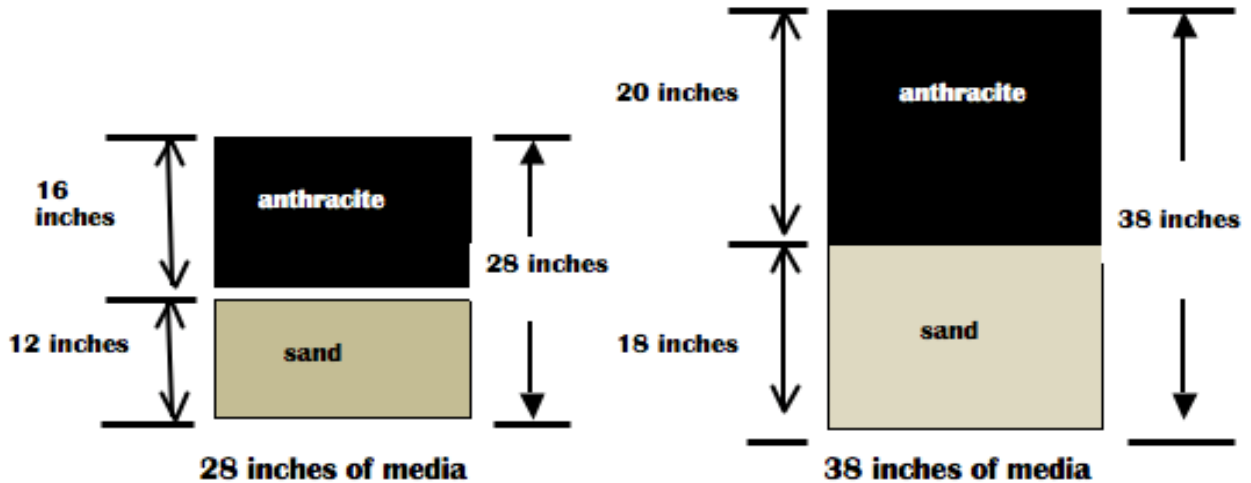 16
inches
anthracite
28 inches
12 inches
sand
28 inches of media
20 inches
anthracite
38 inches
18 inches
sand
38 inches of media